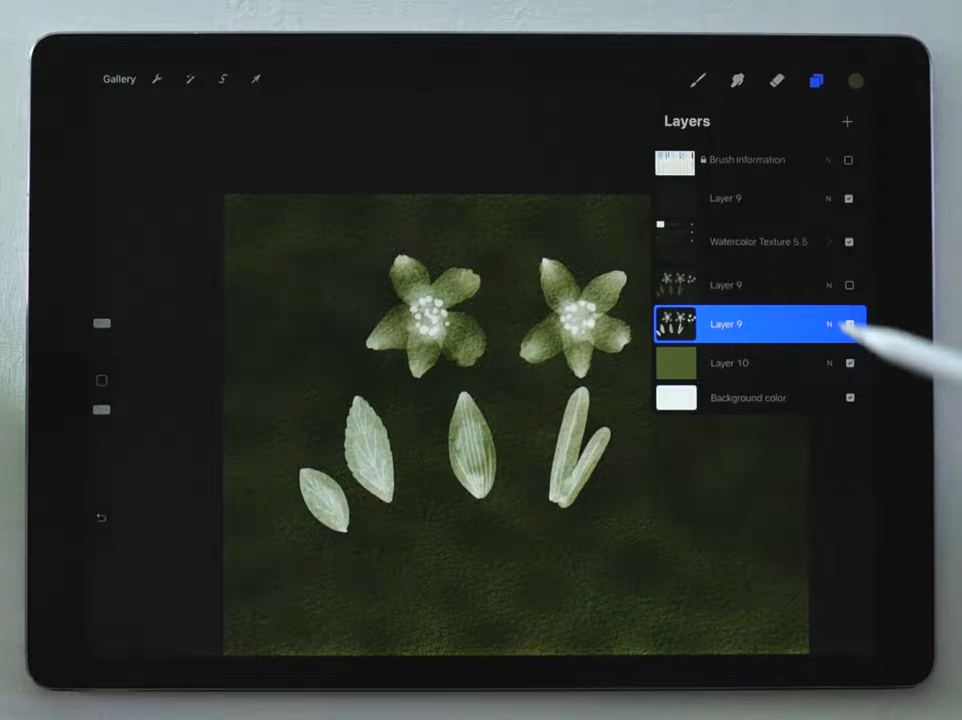 Gallery
Layers
Brush Information N
Layer 9 N
Watercolor Texture 5.5
Layer 9 N
Layer 9 N
Layer 10 N
Background color